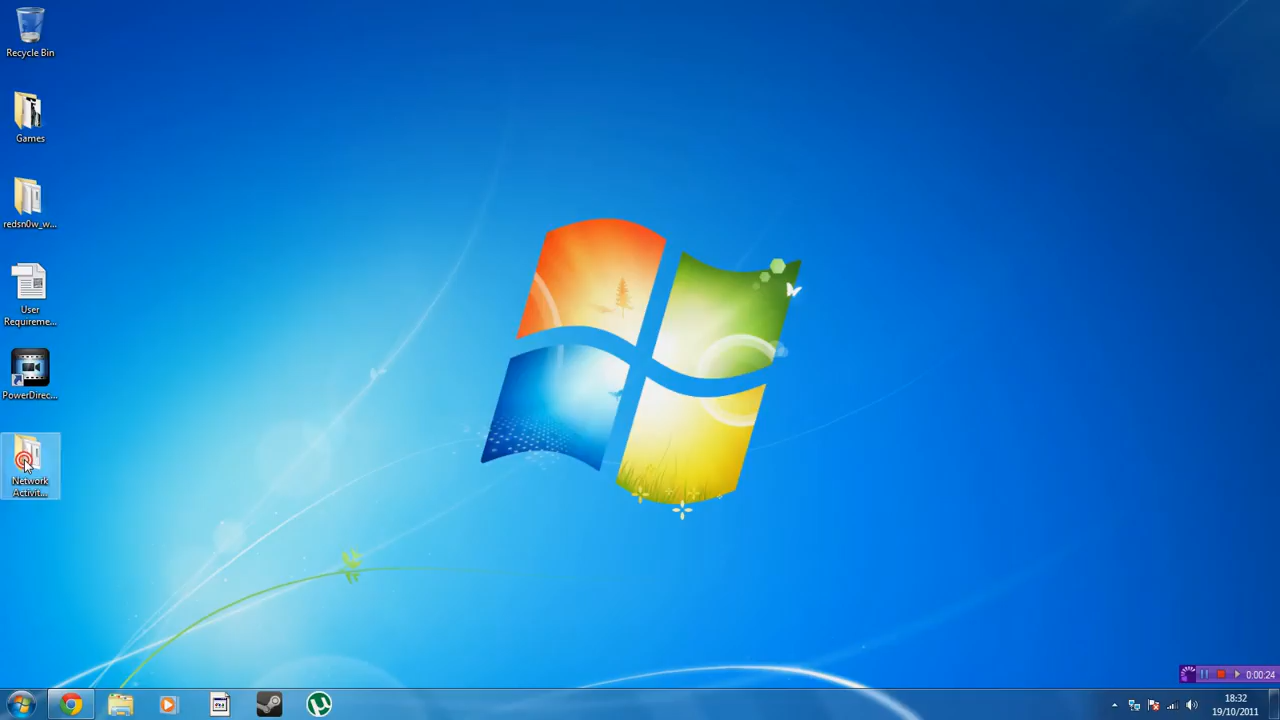 Recycle Bin
Games
redsn0w_w...
User
Requireme...
PowerDirec...
Network
Activit...
0:00:24
18:32
19/10/2011